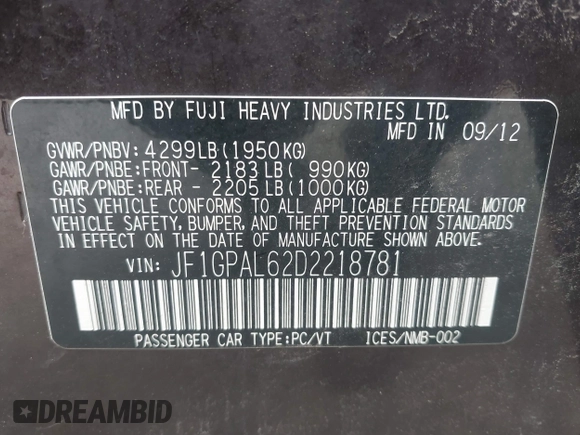 MFD BY FUJI HEAVY INDUSTRIES LTD.
MFD IN 09/12
GVWR/PNBV: 4299LB(1950KG)
GAWR/PNBE:FRONT- 2183LB( 990KG)
GAWR/PNBE:REAR - 2205LB(1000KG)
THIS VEHICLE CONFORMS TO ALL APPLICABLE FEDERAL MOTOR
VEHICLE SAFETY, BUMPER, AND THEFT PREVENTION STANDARDS
IN EFFECT ON THE DATE OF MANUFACTURE SHOWN ABOVE.
VIN: JF1GPAL62D2218781
PASSENGER CAR TYPE:PC/VT ICES/NMB-002
DREAMBID